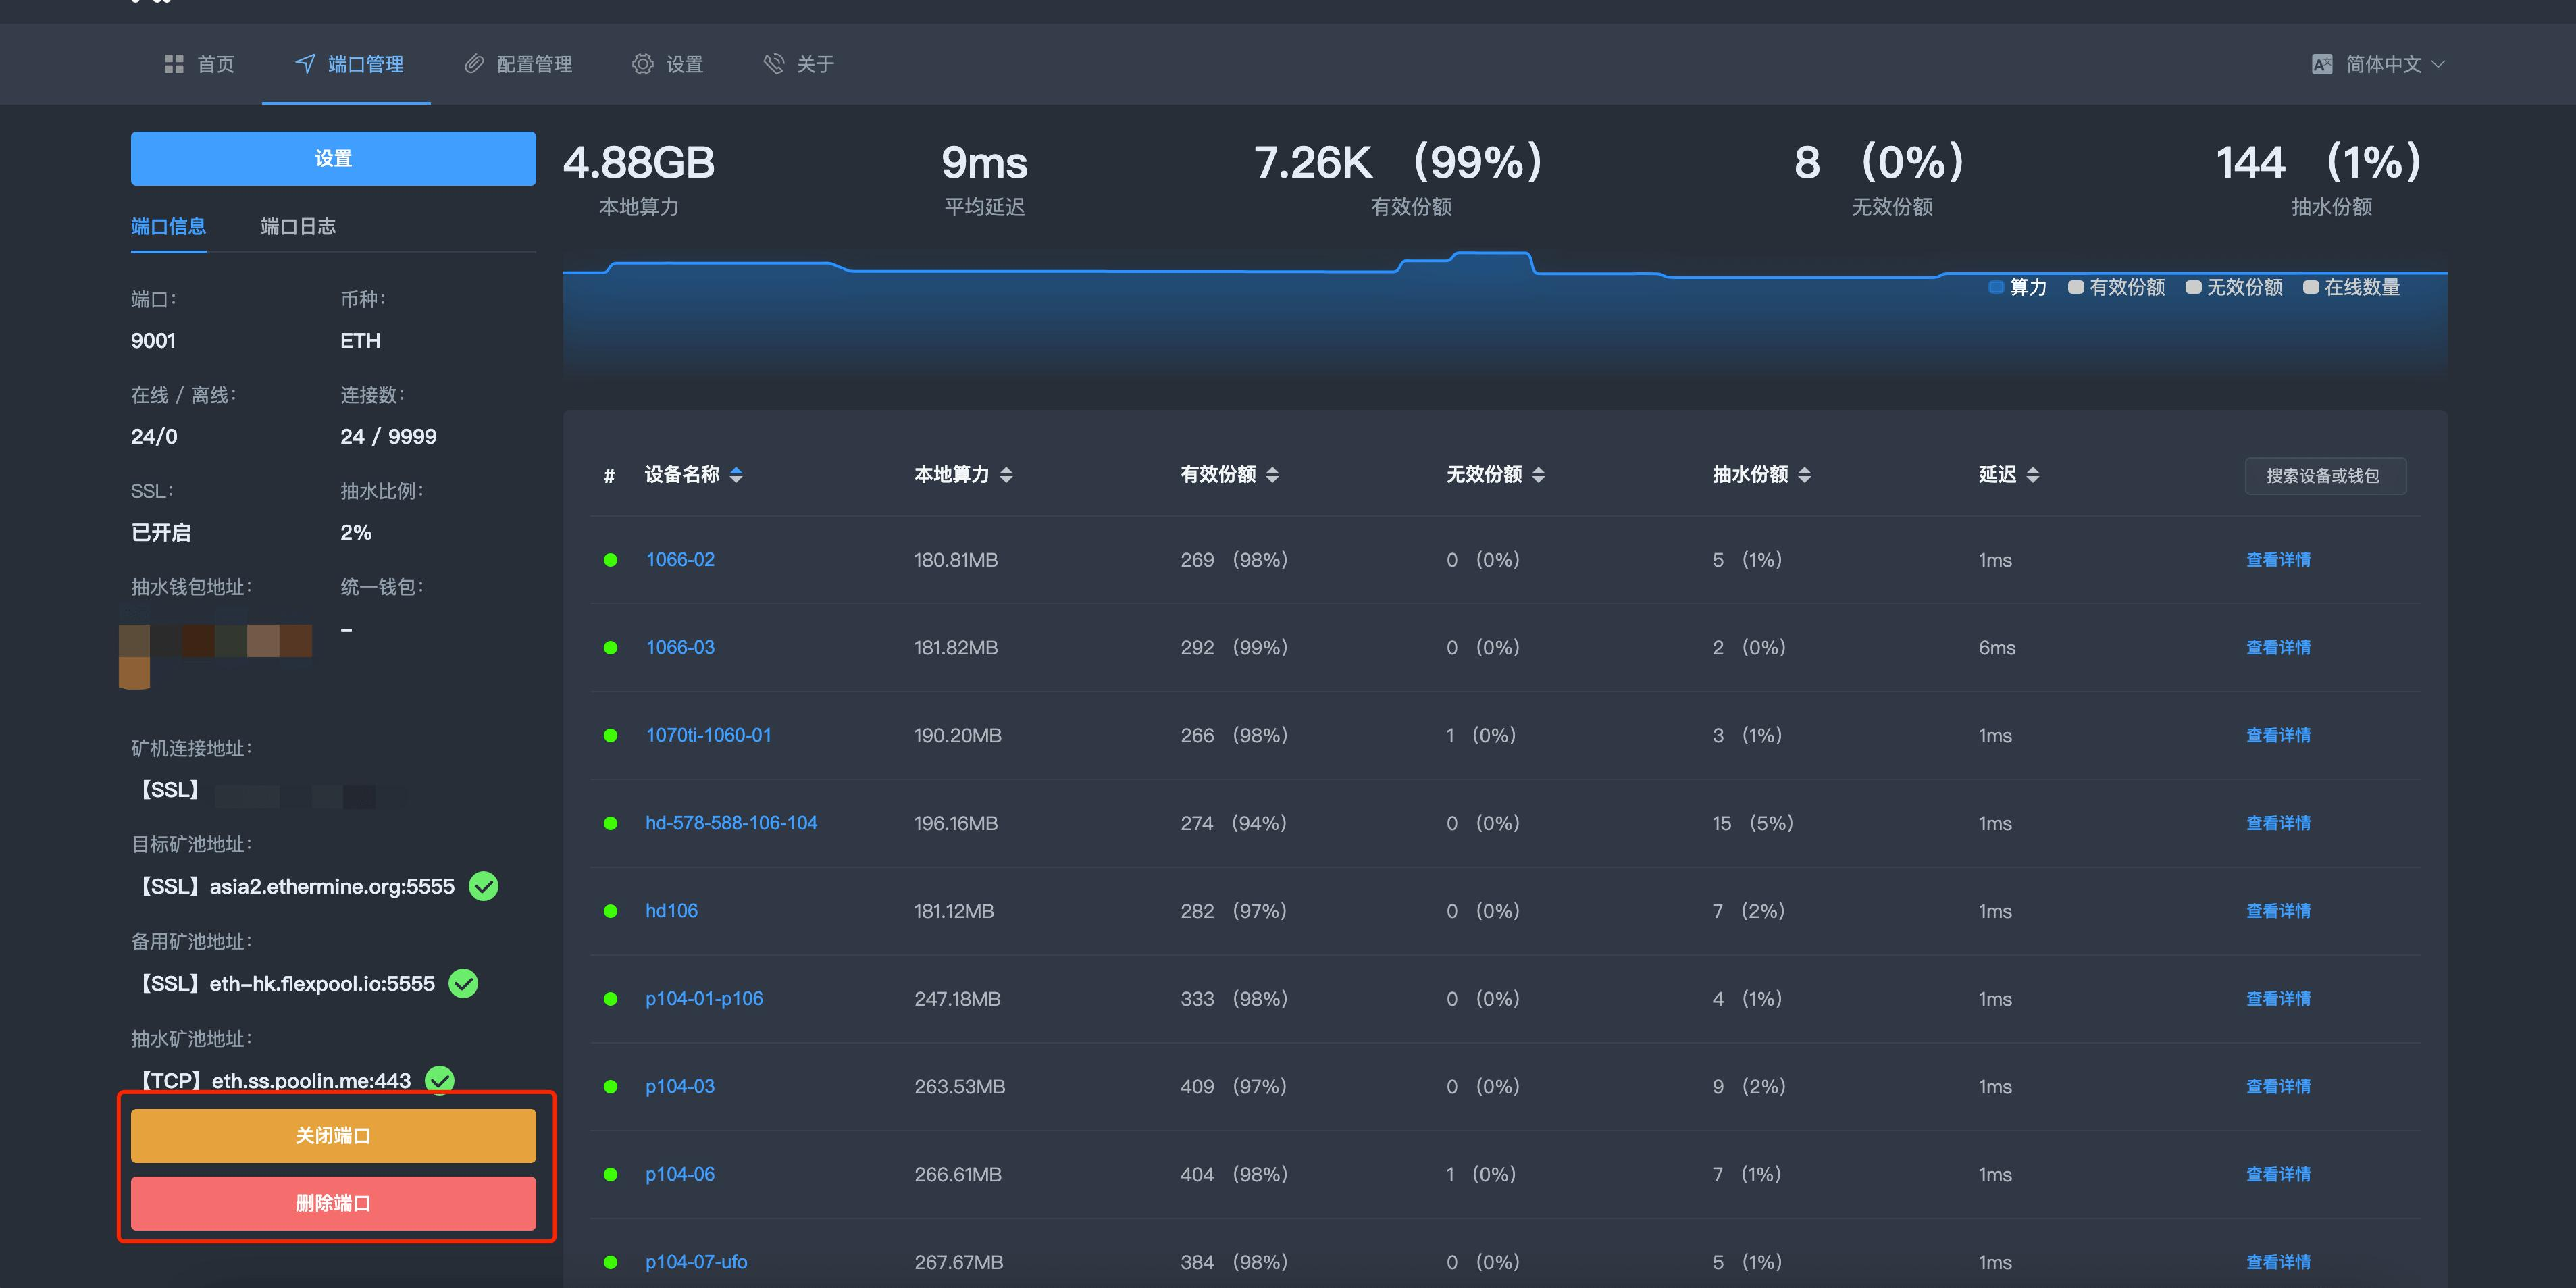 首页 端口管理 配置管理 设置 关于 简体中文
设置
端口信息 端口日志
端口: 币种:
9001 ETH
在线 / 离线: 连接数:
24/0 24 / 9999
SSL: 抽水比例:
已开启 2%
抽水钱包地址: 统一钱包:
–
矿机连接地址:
【SSL】
目标矿池地址:
【SSL】asia2.ethermine.org:5555
备用矿池地址:
【SSL】eth-hk.flexpool.io:5555
抽水矿池地址:
【TCP】eth.ss.poolin.me:443
关闭端口
删除端口
4.88GB 9ms 7.26K (99%) 8 (0%) 144 (1%)
本地算力 平均延迟 有效份额 无效份额 抽水份额
算力 有效份额 无效份额 在线数量
# 设备名称 本地算力 有效份额 无效份额 抽水份额 延迟 搜索设备或钱包
1066-02 180.81MB 269 (98%) 0 (0%) 5 (1%) 1ms 查看详情
1066-03 181.82MB 292 (99%) 0 (0%) 2 (0%) 6ms 查看详情
1070ti-1060-01 190.20MB 266 (98%) 1 (0%) 3 (1%) 1ms 查看详情
hd-578-588-106-104 196.16MB 274 (94%) 0 (0%) 15 (5%) 1ms 查看详情
hd106 181.12MB 282 (97%) 0 (0%) 7 (2%) 1ms 查看详情
p104-01-p106 247.18MB 333 (98%) 0 (0%) 4 (1%) 1ms 查看详情
p104-03 263.53MB 409 (97%) 0 (0%) 9 (2%) 1ms 查看详情
p104-06 266.61MB 404 (98%) 1 (0%) 7 (1%) 1ms 查看详情
p104-07-ufo 267.67MB 384 (98%) 0 (0%) 5 (1%) 1ms 查看详情